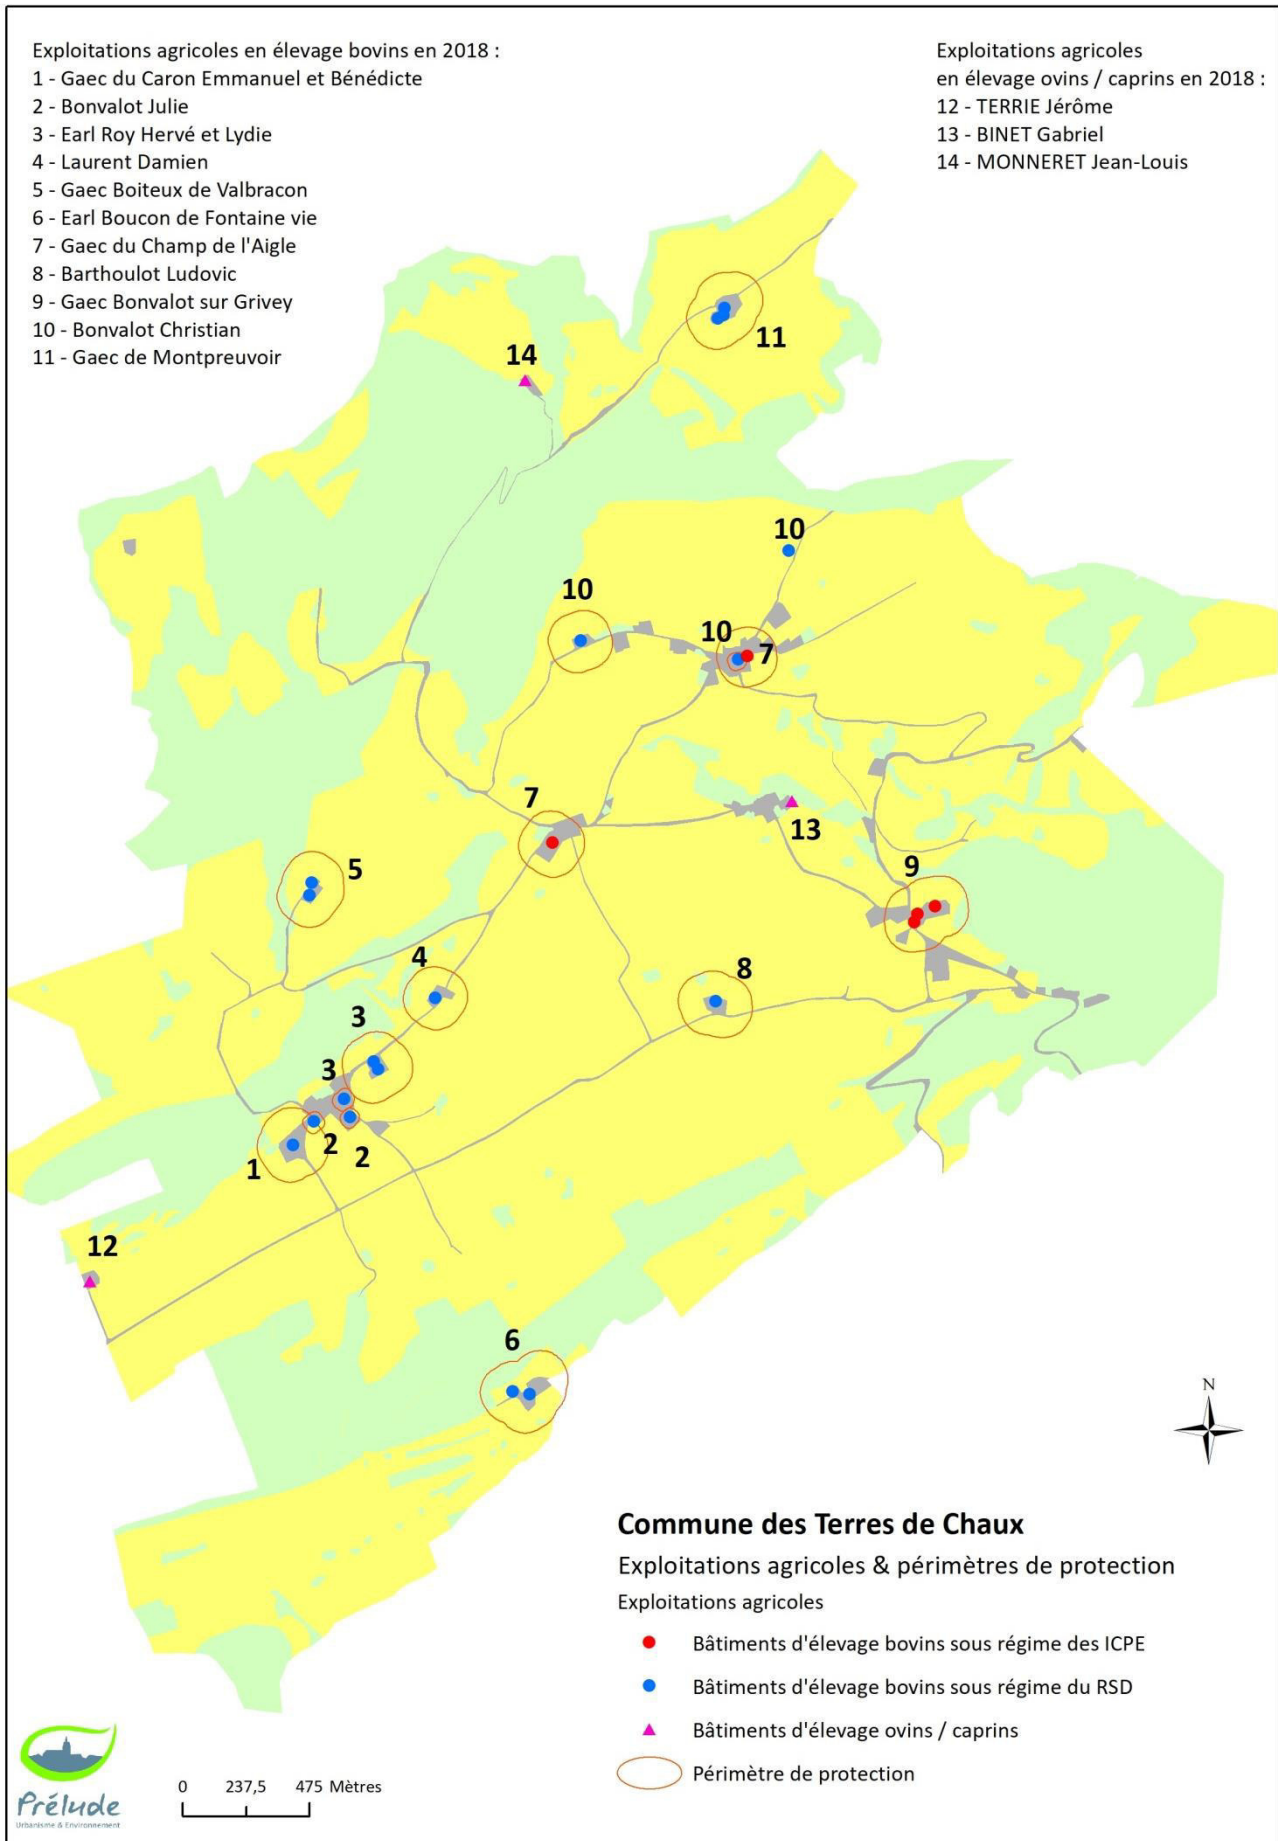 Exploitations agricoles en élevage bovins en 2018 :
1 - Gaec du Caron Emmanuel et Bénédicte
2 - Bonvalot Julie
3 - Earl Roy Hervé et Lydie
4 - Laurent Damien
5 - Gaec Boiteux de Valbracon
6 - Earl Boucon de Fontaine vie
7 - Gaec du Champ de l'Aigle
8 - Barthoulot Ludovic
9 - Gaec Bonvalot sur Grivey
10 - Bonvalot Christian
11 - Gaec de Montpreuvoir
Exploitations agricoles
en élevage ovins / caprins en 2018 :
12 - TERRIE Jérôme
13 - BINET Gabriel
14 - MONNERET Jean-Louis
11
14
10
10
10
7
7
13
5
9
4
8
3
3
2
2
1
12
6
N
Commune des Terres de Chaux
Exploitations agricoles & périmètres de protection
Exploitations agricoles
Bâtiments d'élevage bovins sous régime des ICPE
Bâtiments d'élevage bovins sous régime du RSD
Bâtiments d'élevage ovins / caprins
Périmètre de protection
0 237,5 475 Mètres
Prélude
Urbanisme & Environnement